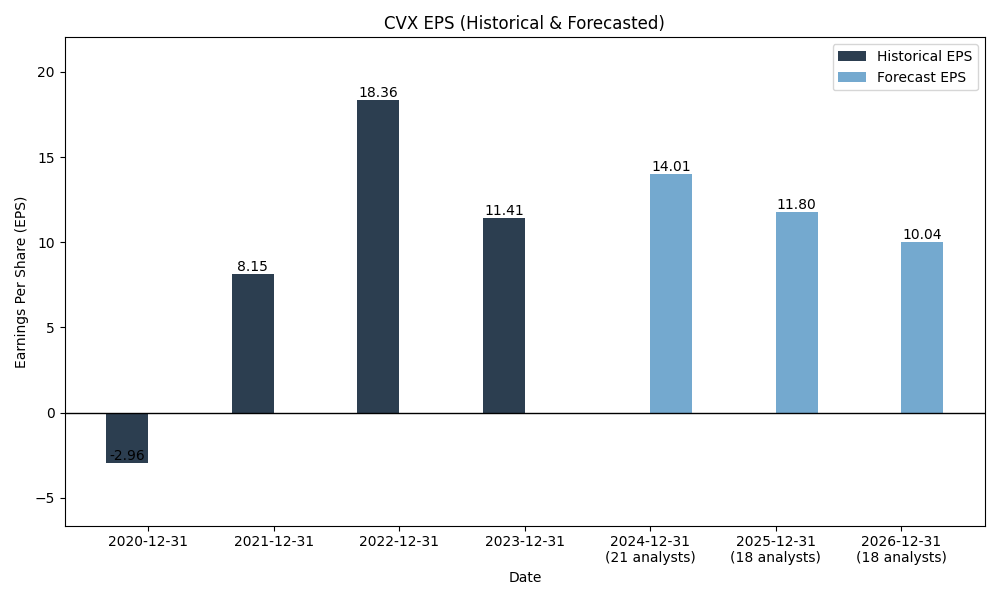 CVX EPS (Historical & Forecasted)
Historical EPS
Forecast EPS
Earnings Per Share (EPS)
20
15
10
5
0
−5
-2.96
8.15
18.36
11.41
14.01
11.80
10.04
2020-12-31
2021-12-31
2022-12-31
2023-12-31
2024-12-31
(21 analysts)
2025-12-31
(18 analysts)
2026-12-31
(18 analysts)
Date